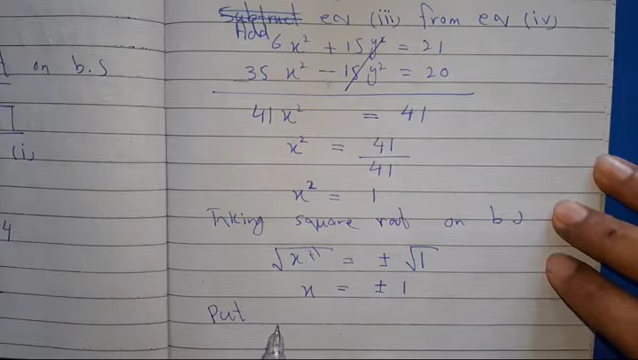 Subtract eq (iii) from eq (iv)
Add
6x² + 15y² = 21
on b.s
35x² - 15y² = 20
41x² = 41
(i)
x² = 41/41
x² = 1
Taking square root on b.s
4
√x² = ± √1
x = ± 1
Put